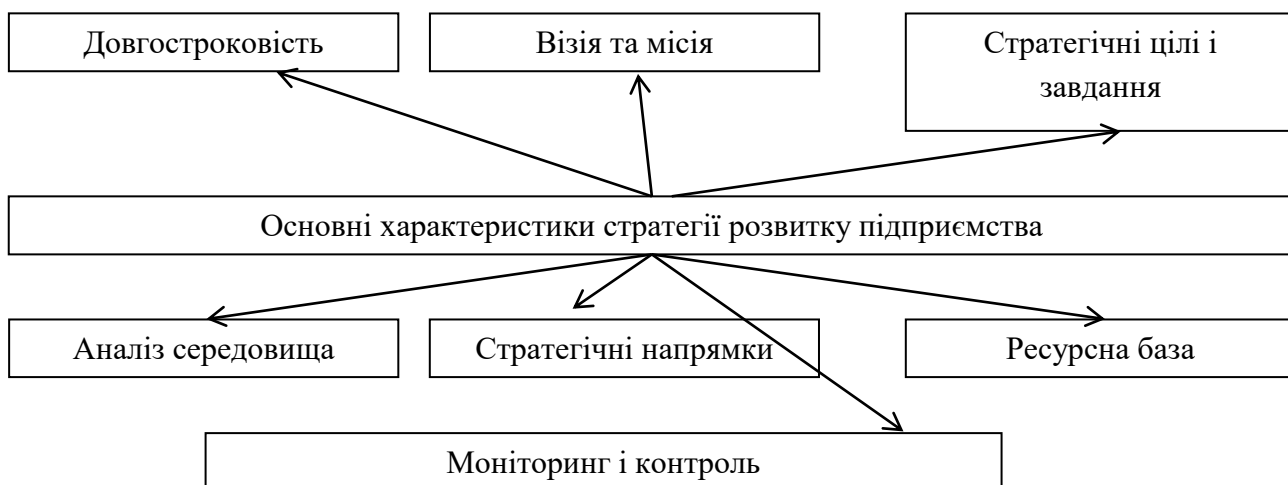 Довгостроковість
Візія та місія
Стратегічні цілі і
завдання
Основні характеристики стратегії розвитку підприємства
Аналіз середовища
Стратегічні напрямки
Ресурсна база
Моніторинг і контроль